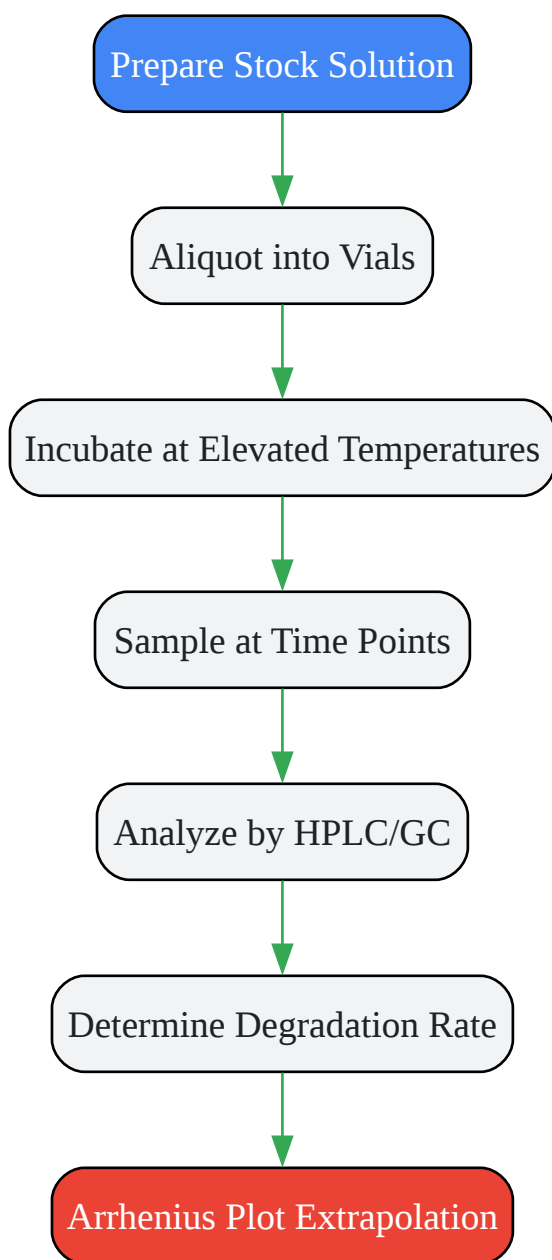 Prepare Stock Solution
Aliquot into Vials
Incubate at Elevated Temperatures
Sample at Time Points
Analyze by HPLC/GC
Determine Degradation Rate
Arrhenius Plot Extrapolation